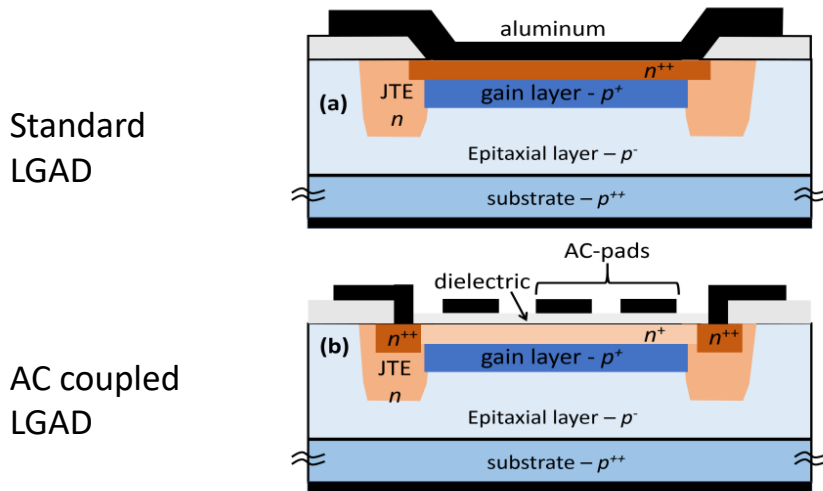 aluminum
n++
JTE
n
(a)
gain layer - p+
Standard
LGAD
Epitaxial layer – p-
substrate – p++
AC-pads
dielectric
n++
n+
n++
(b)
gain layer - p+
JTE
n
AC coupled
LGAD
Epitaxial layer – p-
substrate – p++